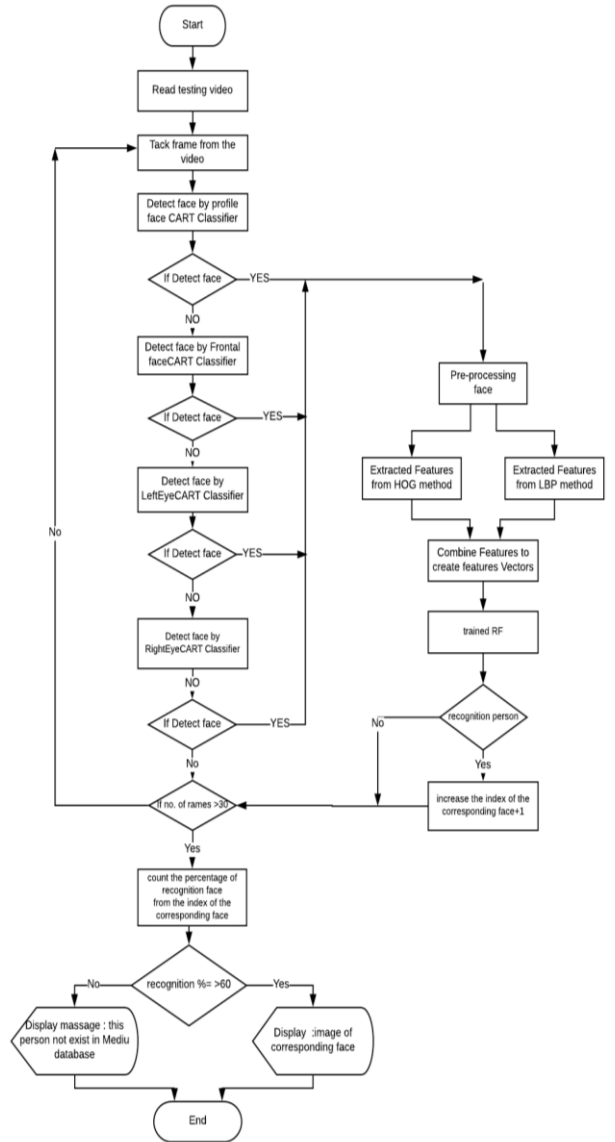 Start
Read testing video
Tack frame from the
video
Detect face by profile
face CART Classifier
If Detect face
YES
NO
Detect face by Frontal
faceCART Classifier
If Detect face
YES
NO
Detect face by
LeftEyeCART Classifier
If Detect face
YES
NO
Detect face by
RightEyeCART Classifier
NO
If Detect face
YES
No
If no. of rames >30
No
Yes
count the percentage of
recognition face
from the index of the
corresponding face
recognition %= >60
No
Yes
Display massage : this
person not exist in Mediu
database
Display :image of
corresponding face
End
Pre-processing
face
Extracted Features
from HOG method
Extracted Features
from LBP method
Combine Features to
create features Vectors
trained RF
recognition person
No
Yes
increase the index of the
corresponding face+1